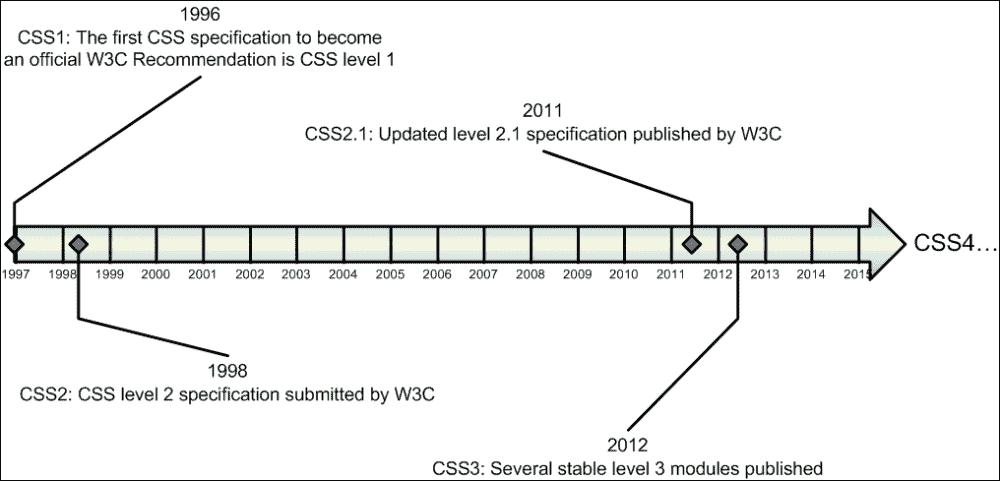 1996
CSS1: The first CSS specification to become
an official W3C Recommendation is CSS level 1
2011
CSS2.1: Updated level 2.1 specification published by W3C
CSS4...
1997 1998 1999 2000 2001 2002 2003 2004 2005 2006 2007 2008 2009 2010 2011 2012 2013 2014 2015
1998
CSS2: CSS level 2 specification submitted by W3C
2012
CSS3: Several stable level 3 modules published